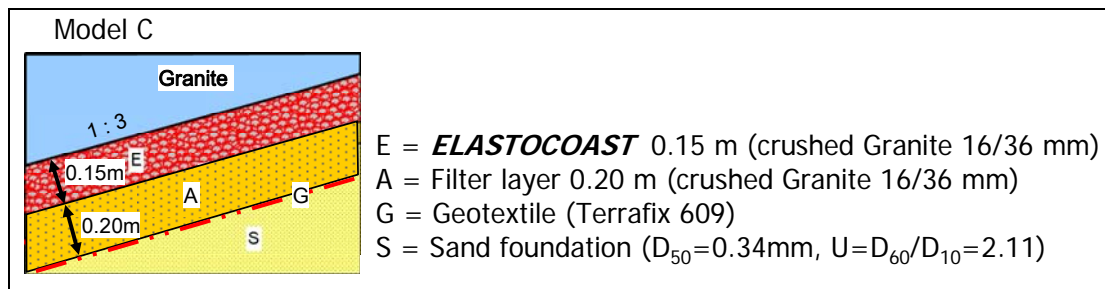 Model C
Granite
1 : 3
E
0.15m
A
G
0.20m
S
E = ELASTOCOAST 0.15 m (crushed Granite 16/36 mm)
A = Filter layer 0.20 m (crushed Granite 16/36 mm)
G = Geotextile (Terrafix 609)
S = Sand foundation (D₅₀=0.34mm, U=D₆₀/D₁₀=2.11)